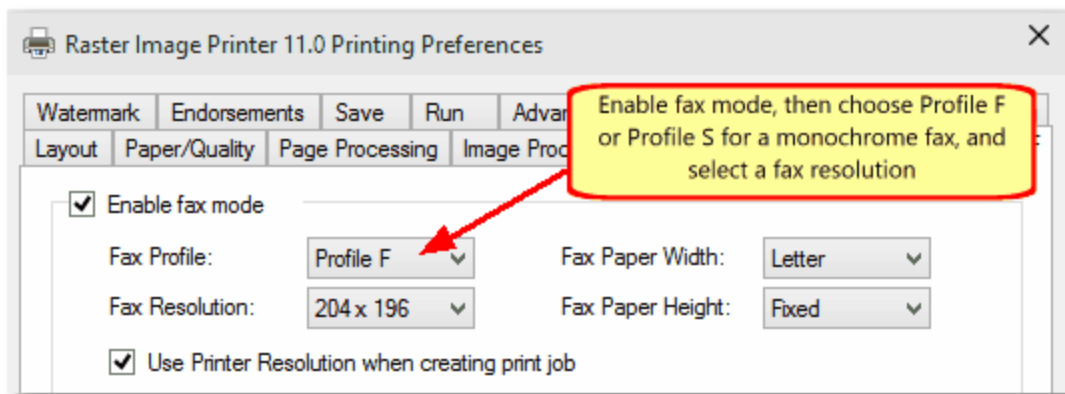 Raster Image Printer 11.0 Printing Preferences
Watermark Endorsements Save Run
Enable fax mode, then choose Profile F
or Profile S for a monochrome fax, and
select a fax resolution
Layout Paper/Quality Page Processing Image Proc
Enable fax mode
Fax Profile: Profile F Fax Paper Width: Letter
Fax Resolution: 204 x 196 Fax Paper Height: Fixed
Use Printer Resolution when creating print job